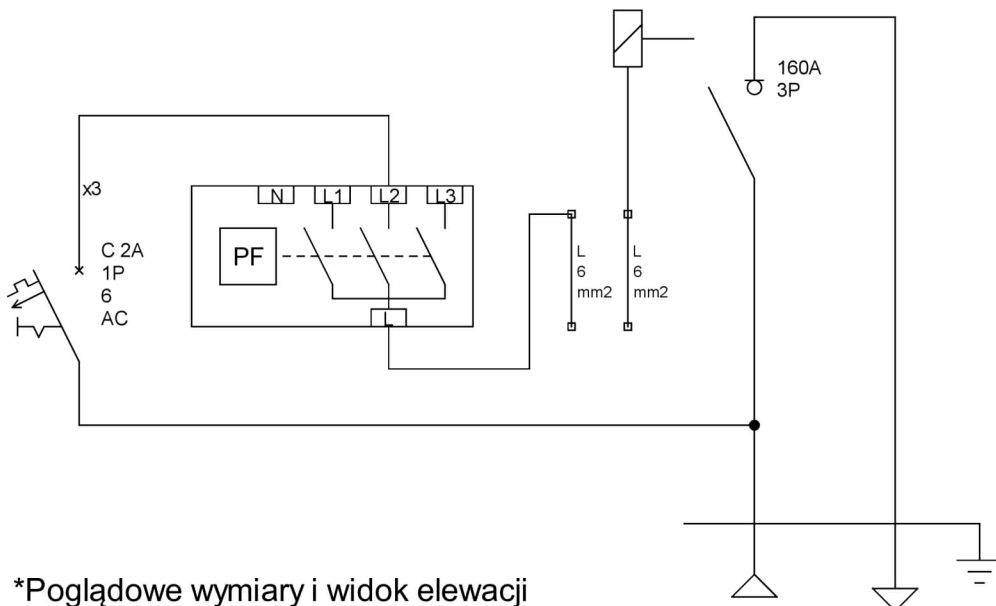 160A
3P
x3
N L1 L2 L3
C 2A
1P
6
AC
PF
L
L
6
mm2
L
6
mm2
*Poglądowe wymiary i widok elewacji